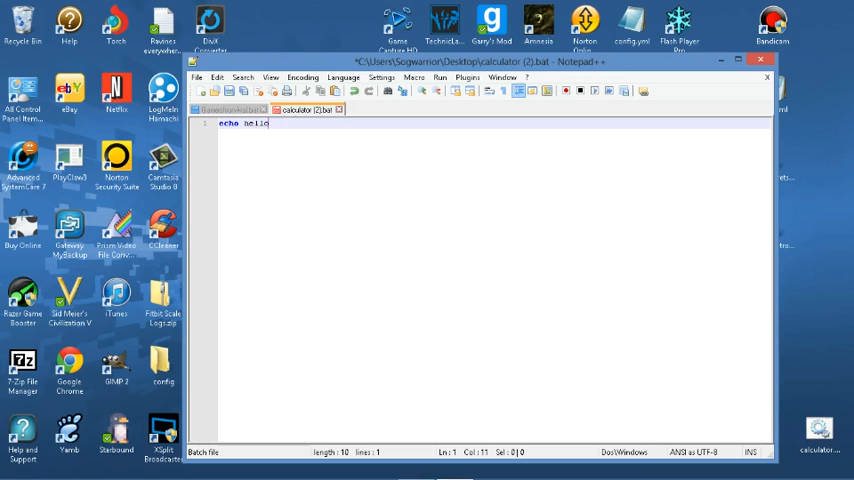 Recycle Bin
Help
Torch
Ravines everywhe...
DivX Converter
Game Capture HD
TechnicLa...
Garry's Mod
Amnesia
Norton Onlin...
config.yml
Flash Player Pro
Bandicam
*C:\Users\Sogwarrior\Desktop\calculator (2).bat - Notepad++
File Edit Search View Encoding Language Settings Macro Run Plugins Window ?
X
calculator (2).bat
1 echo hello
All Control Panel Item...
eBay
Netflix
LogMeIn Hamachi
Advanced SystemCare 7
PlayClaw3
Norton Security Suite
Camtasia Studio 8
Buy Online
Gateway MyBackup
Prism Video File Conv...
CCleaner
Razer Game Booster
Sid Meier's Civilization V
iTunes
Fitbit Scale Logs.zip
7-Zip File Manager
Google Chrome
GIMP 2
config
Help and Support
Yamb
Starbound
XSplit Broadcaster
calculator....
Batch file length : 10 lines : 1 Ln : 1 Col : 11 Sel : 0 | 0 Dos\Windows ANSI as UTF-8 INS